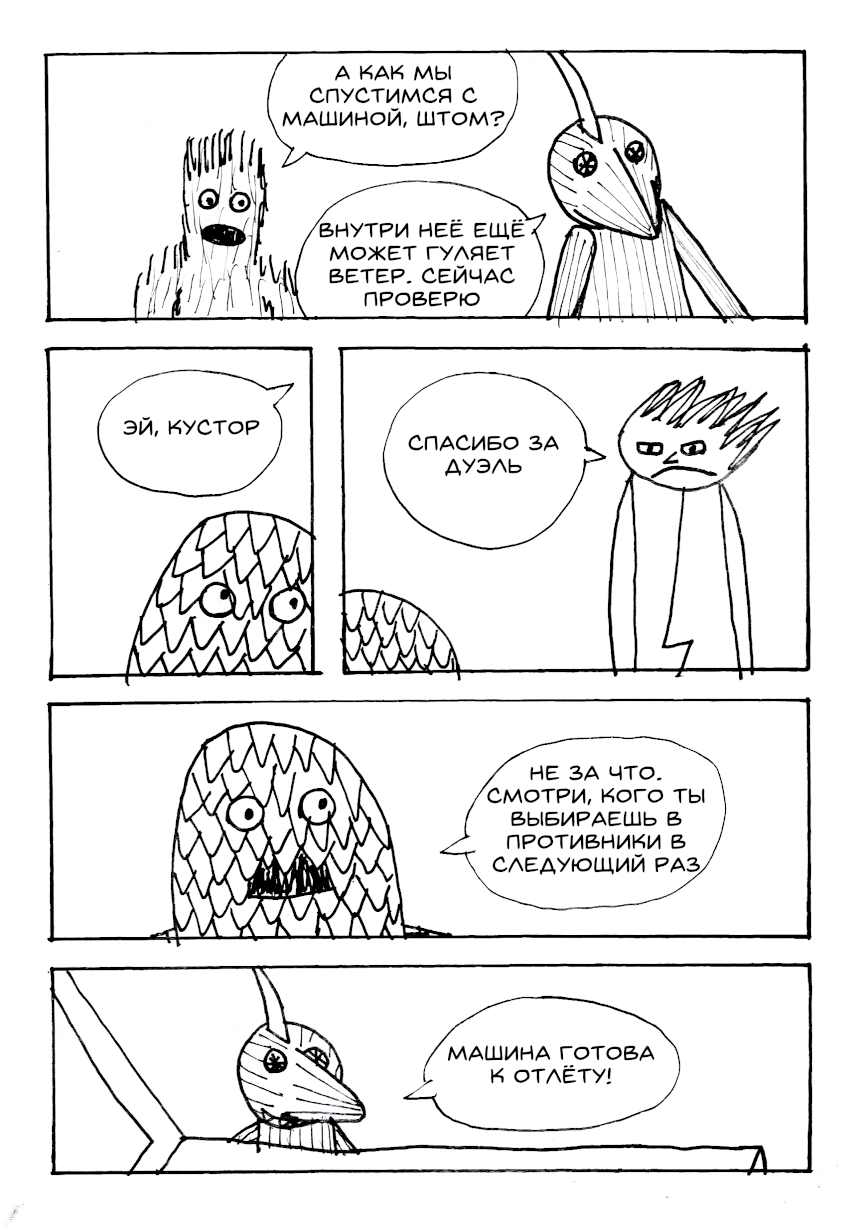 А КАК МЫ
СПУСТИМСЯ С
МАШИНОЙ, ШТОМ?
ВНУТРИ НЕЁ ЕЩЁ
МОЖЕТ ГУЛЯЕТ
ВЕТЕР. СЕЙЧАС
ПРОВЕРЮ
ЭЙ, КУСТОР
СПАСИБО ЗА
ДУЭЛЬ
НЕ ЗА ЧТО.
СМОТРИ, КОГО ТЫ
ВЫБИРАЕШЬ В
ПРОТИВНИКИ В
СЛЕДУЮЩИЙ РАЗ
МАШИНА ГОТОВА
К ОТЛЁТУ!